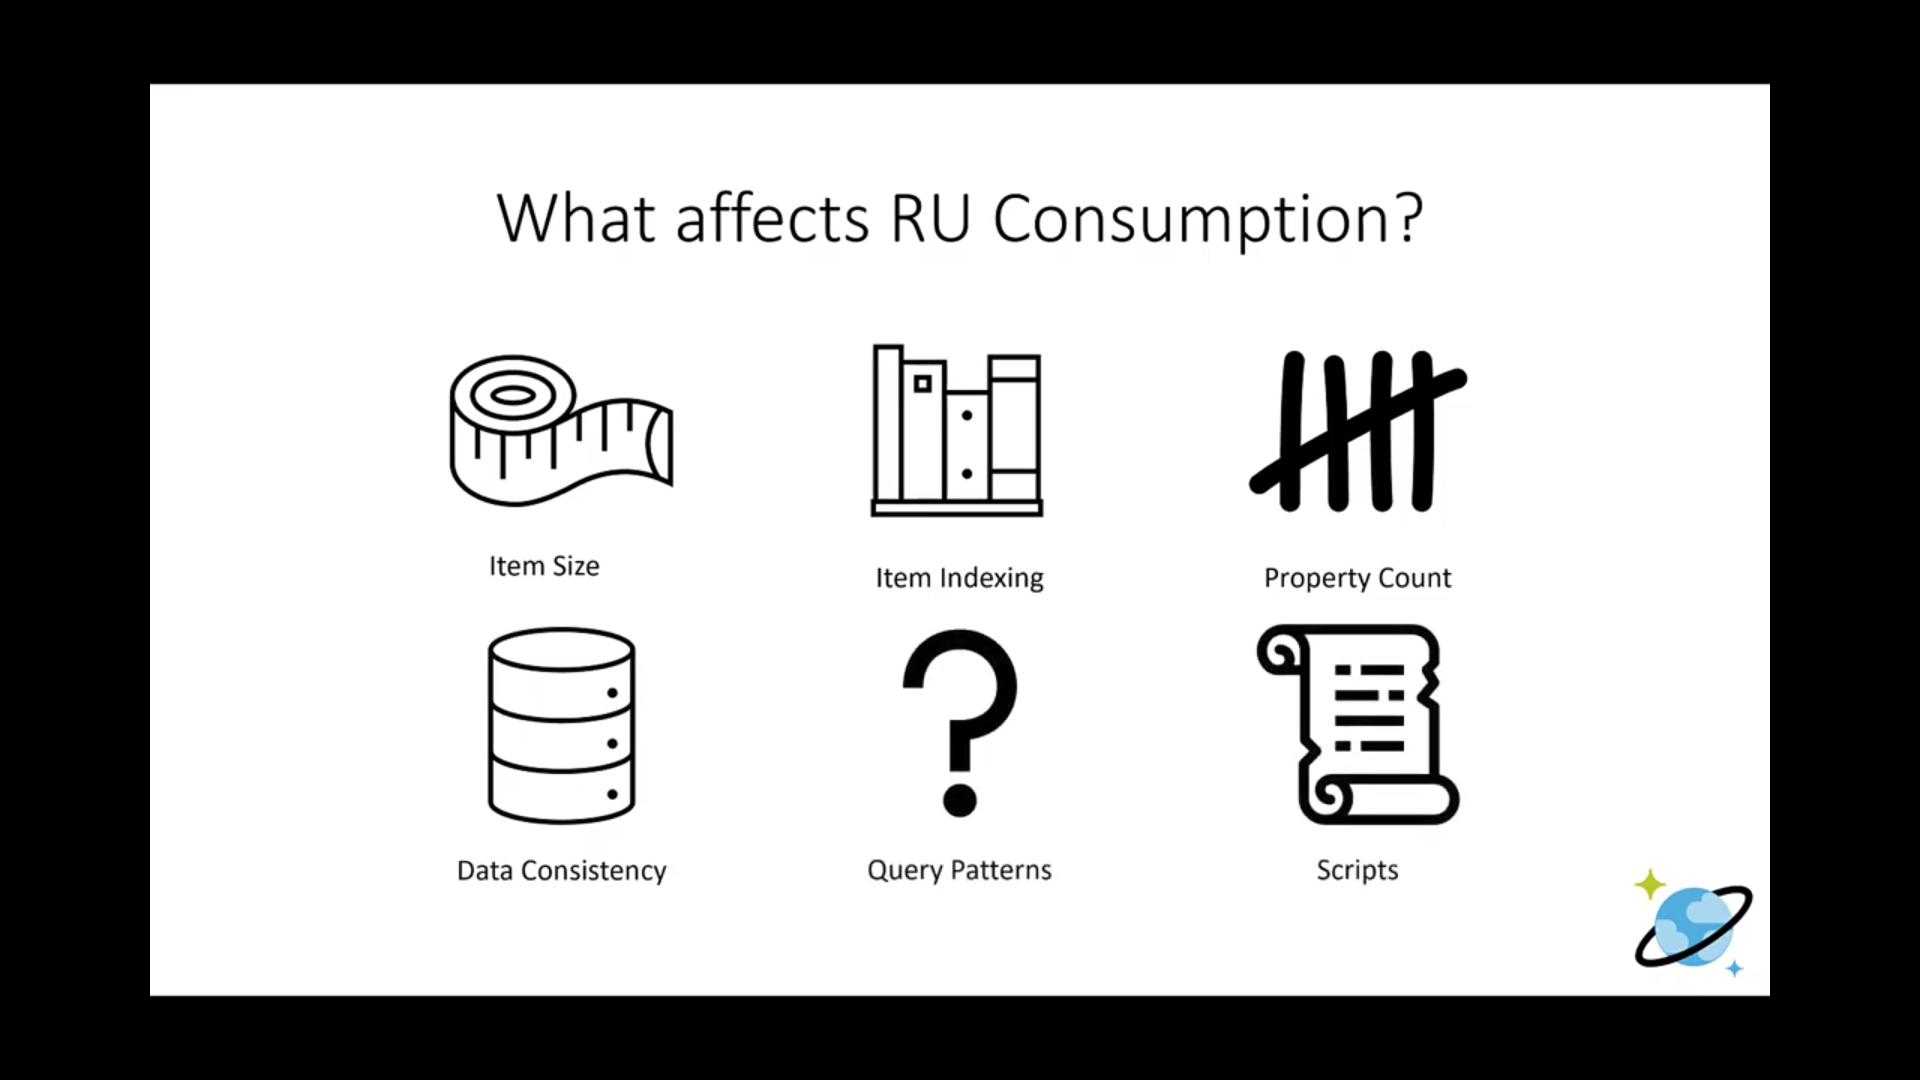 What affects RU Consumption?
Item Size
Item Indexing
Property Count
Data Consistency
Query Patterns
Scripts